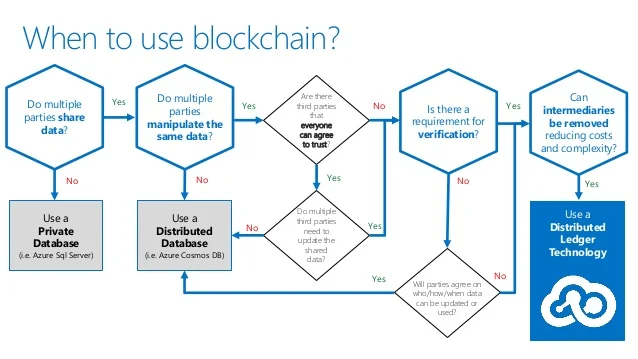 When to use blockchain?
Do multiple
parties share
data?
Yes
Do multiple
parties
manipulate the
same data?
Yes
Are there
third parties
that
everyone
can agree
to trust?
No
Is there a
requirement for
verification?
Yes
Can
intermediaries
be removed
reducing costs
and complexity?
No
No
Yes
No
Yes
Use a
Private
Database
(i.e. Azure Sql Server)
Use a
Distributed
Database
(i.e. Azure Cosmos DB)
No
Do multiple
third parties
need to
update the
shared
data?
Yes
Use a
Distributed
Ledger
Technology
Yes
Will parties agree on
who/how/when data
can be updated or
used?
No